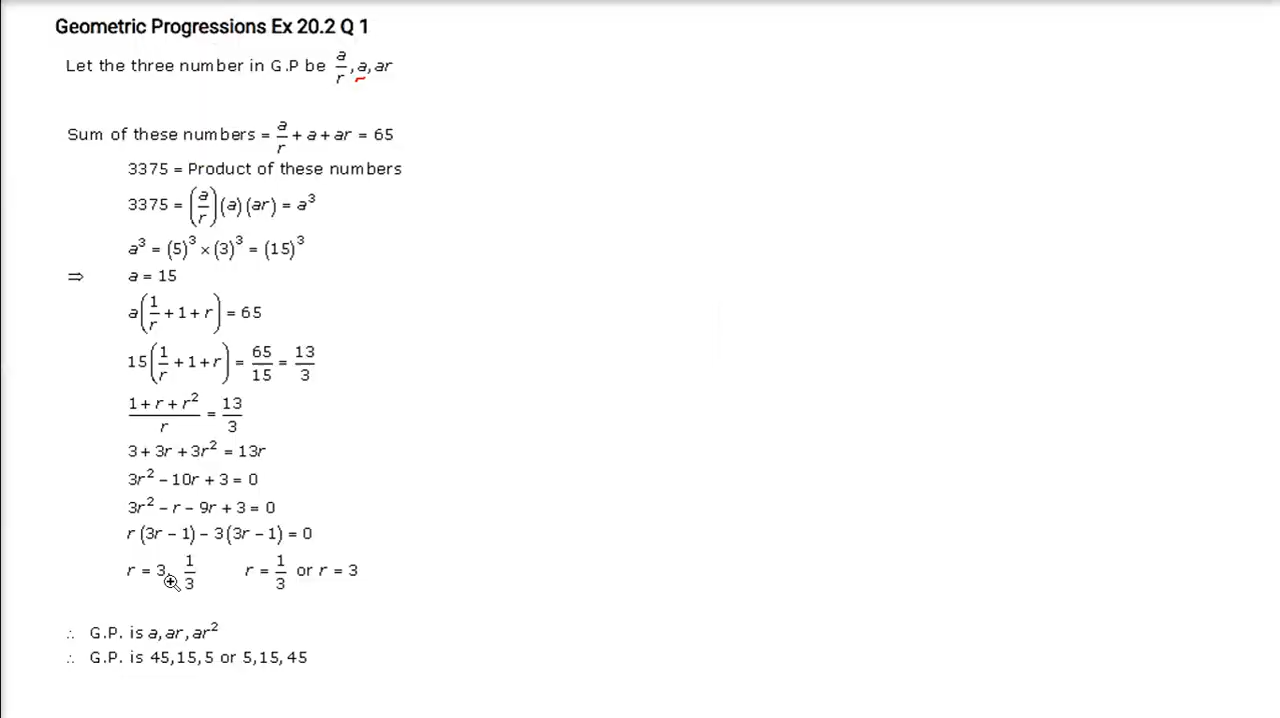 Geometric Progressions Ex 20.2 Q 1
Let the three number in G.P be a/r, a, ar
Sum of these numbers = a/r + a + ar = 65
3375 = Product of these numbers
3375 = (a/r)(a)(ar) = a³
a³ = (5)³ × (3)³ = (15)³
⇒ a = 15
a(1/r + 1 + r) = 65
15(1/r + 1 + r) = 65/15 = 13/3
(1 + r + r²)/r = 13/3
3 + 3r + 3r² = 13r
3r² − 10r + 3 = 0
3r² − r − 9r + 3 = 0
r(3r − 1) − 3(3r − 1) = 0
r = 3, 1/3 r = 1/3 or r = 3
∴ G.P. is a, ar, ar²
∴ G.P. is 45,15,5 or 5,15,45